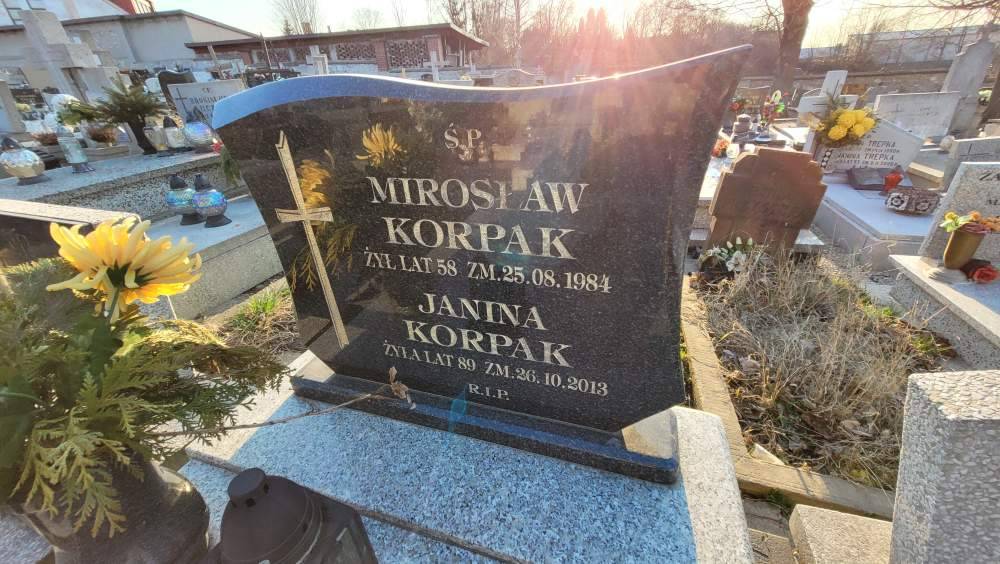 Ś.P.
MIROSŁAW
KORPAK
ŻYŁ LAT 58 ZM.25.08.1984
JANINA
KORPAK
ŻYŁA LAT 89 ZM.26.10.2013
R.I.P.
TREPKA
JANINA TREPKA